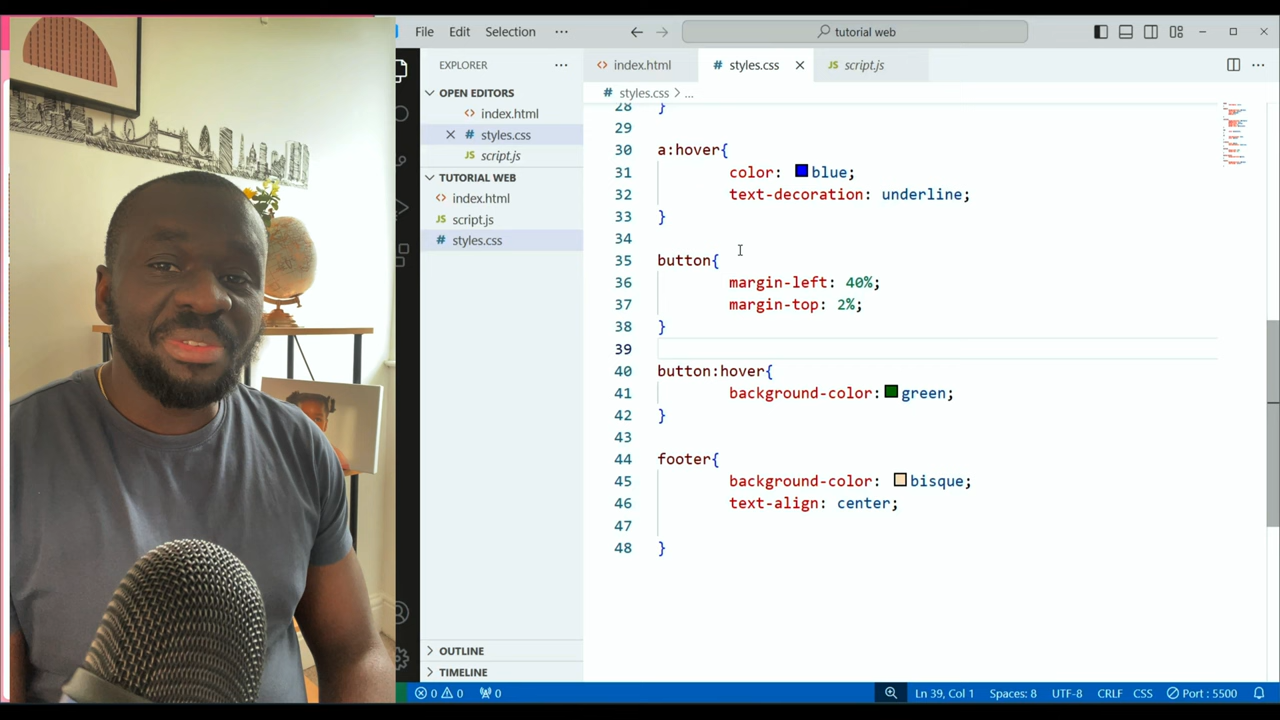 File Edit Selection ···
tutorial web
EXPLORER ···
OPEN EDITORS
<> index.html
# styles.css
JS script.js
TUTORIAL WEB
<> index.html
JS script.js
# styles.css
OUTLINE
TIMELINE
<> index.html # styles.css JS script.js ···
# styles.css > ...
28 }
29
30 a:hover{
31 color: blue;
32 text-decoration: underline;
33 }
34
35 button{
36 margin-left: 40%;
37 margin-top: 2%;
38 }
39
40 button:hover{
41 background-color: green;
42 }
43
44 footer{
45 background-color: bisque;
46 text-align: center;
47
48 }
0 0 0 Ln 39, Col 1 Spaces: 8 UTF-8 CRLF CSS Port : 5500